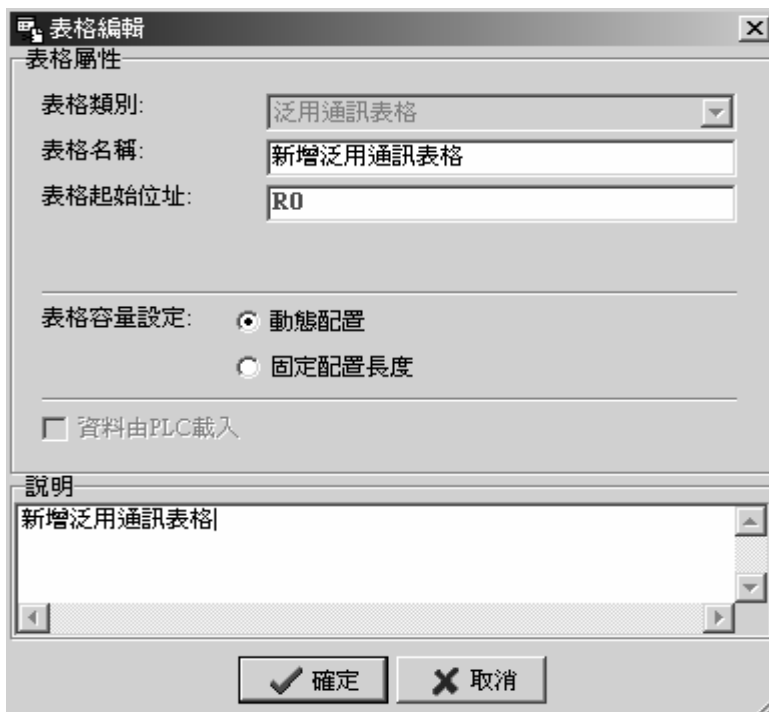 表格編輯
表格屬性
表格類別: 泛用通訊表格
表格名稱: 新增泛用通訊表格
表格起始位址: R0
表格容量設定: 動態配置
固定配置長度
資料由PLC載入
說明
新增泛用通訊表格
確定 取消